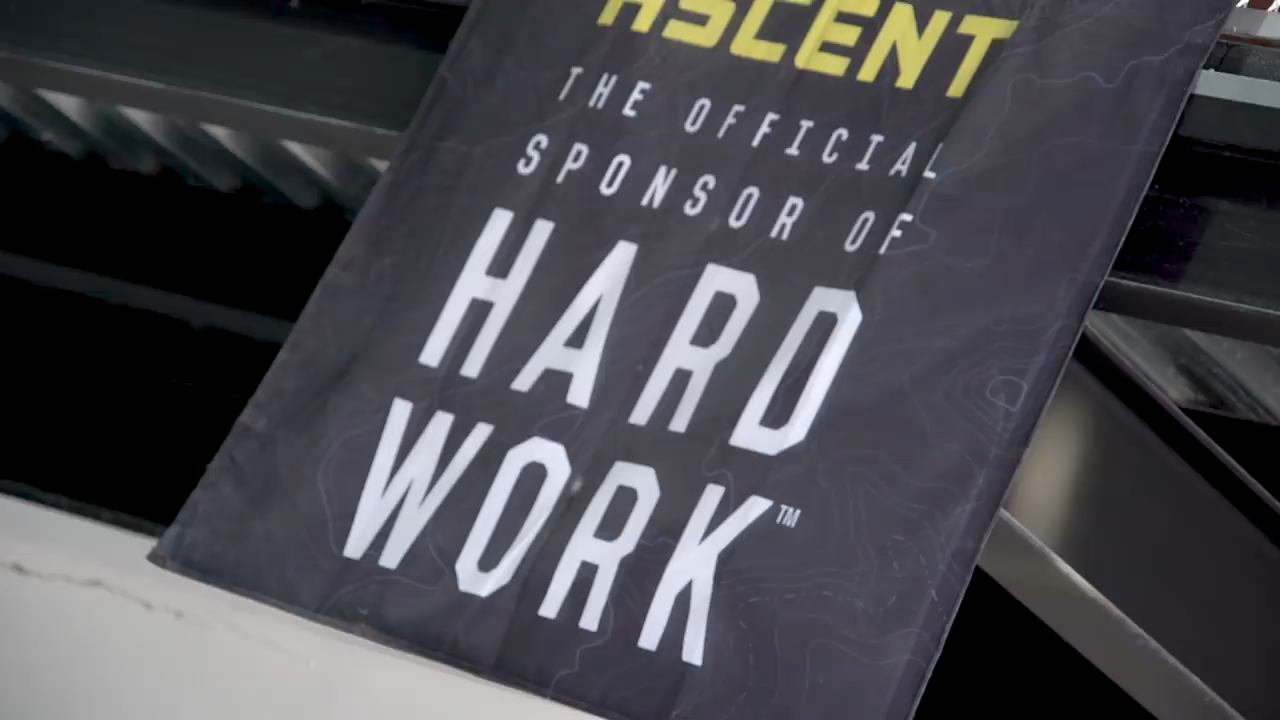 ASCENT
THE OFFICIAL
SPONSOR OF
HARD
WORK™